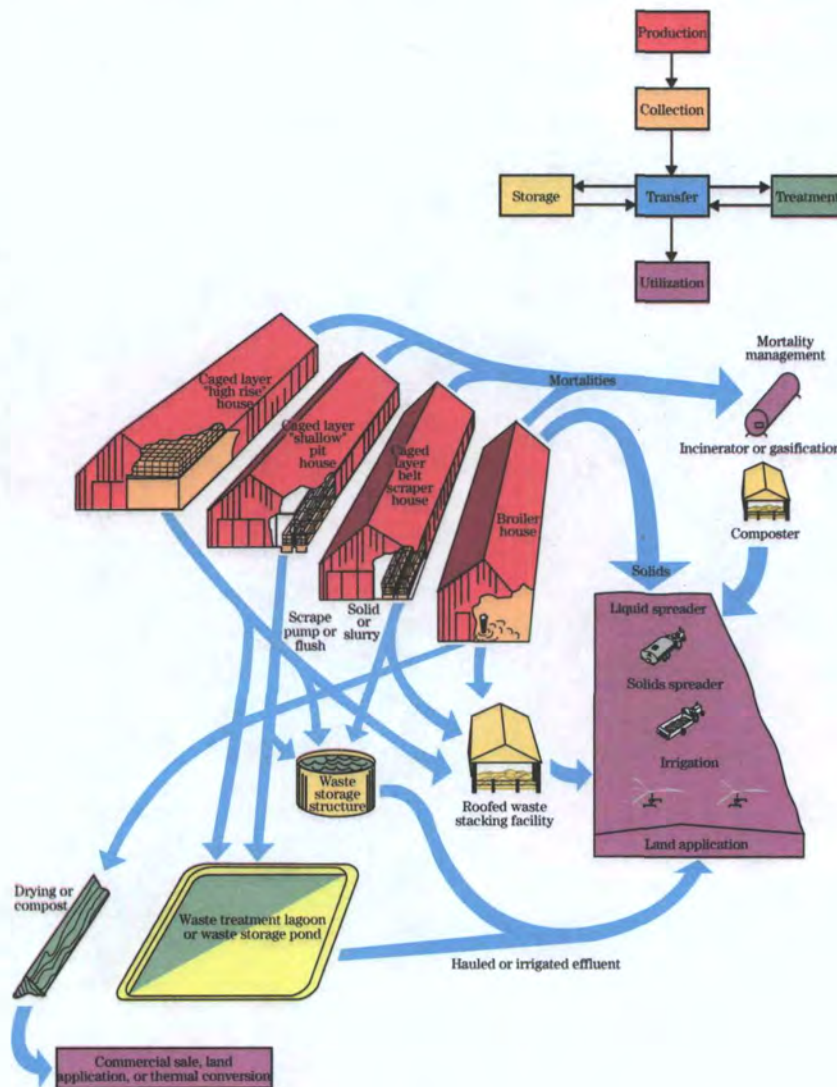 Production
Collection
Storage
Transfer
Treatment
Utilization
Mortality
management
Caged layer
"high rise"
house
Mortalities
Caged layer
"shallow"
pit
house
Incinerator or gasification
Caged
layer
belt
scraper
house
Broiler
house
Composter
Solids
Scrape
pump or
flush
Solid
or
slurry
Liquid spreader
Solids spreader
Irrigation
Waste
storage
structure
Roofed waste
stacking facility
Land application
Drying or
compost
Waste treatment lagoon
or waste storage pond
Hauled or irrigated effluent
Commercial sale, land
application, or thermal conversion